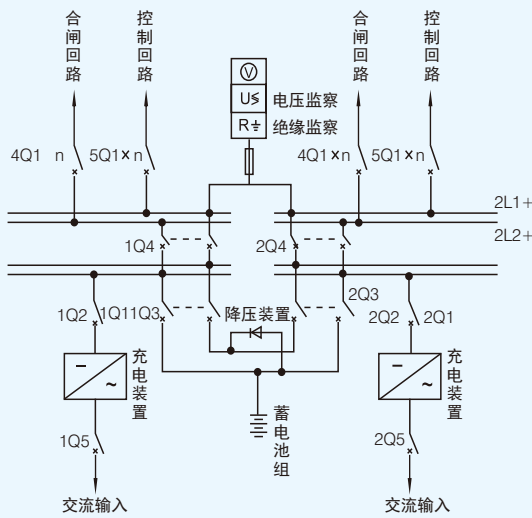 合闸回路
控制回路
合闸回路
控制回路
V
U≶ 电压监察
R⏚ 绝缘监察
4Q1 n
5Q1×n
4Q1×n
5Q1×n
2L1+
2L2+
1Q4
2Q4
1Q2
1Q11Q3
降压装置
2Q3
2Q2
2Q1
− ~
充电装置
− ~
充电装置
蓄电池组
1Q5
2Q5
交流输入
交流输入